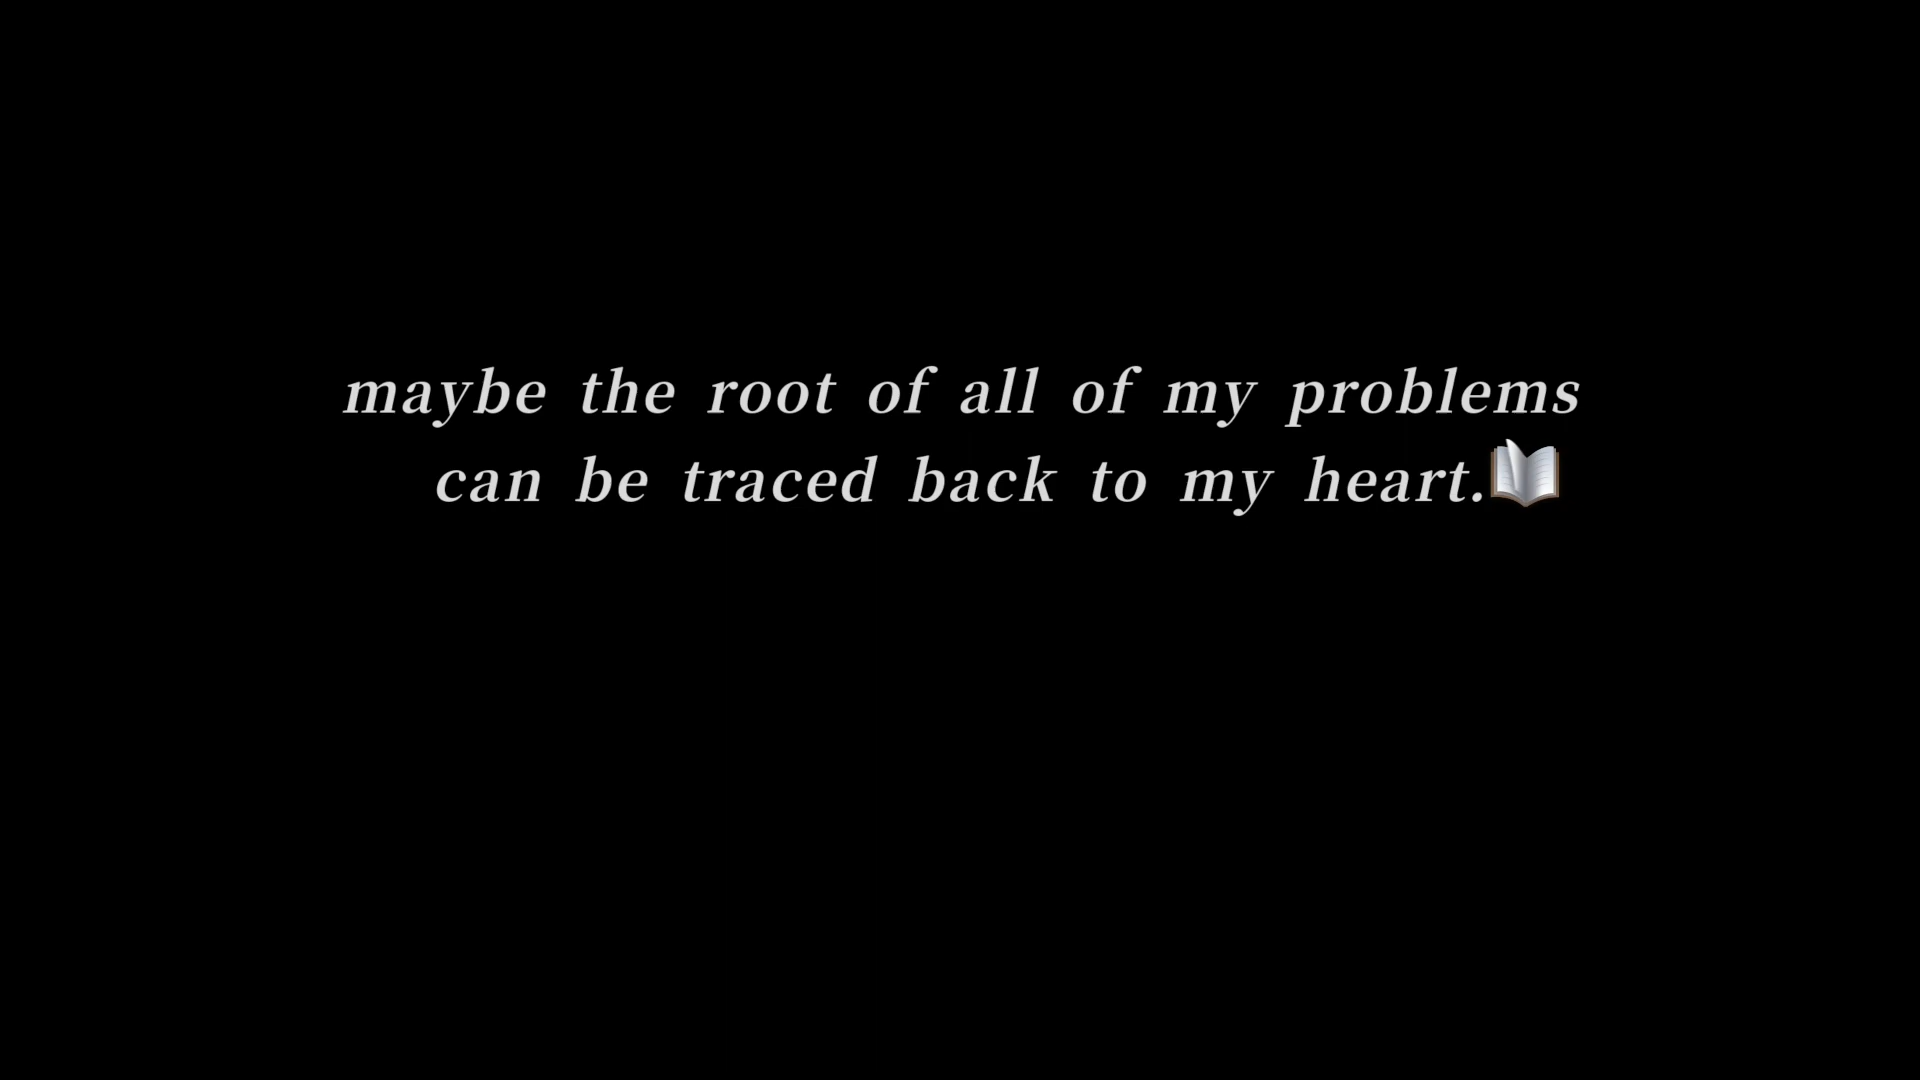 maybe the root of all of my problems
can be traced back to my heart.